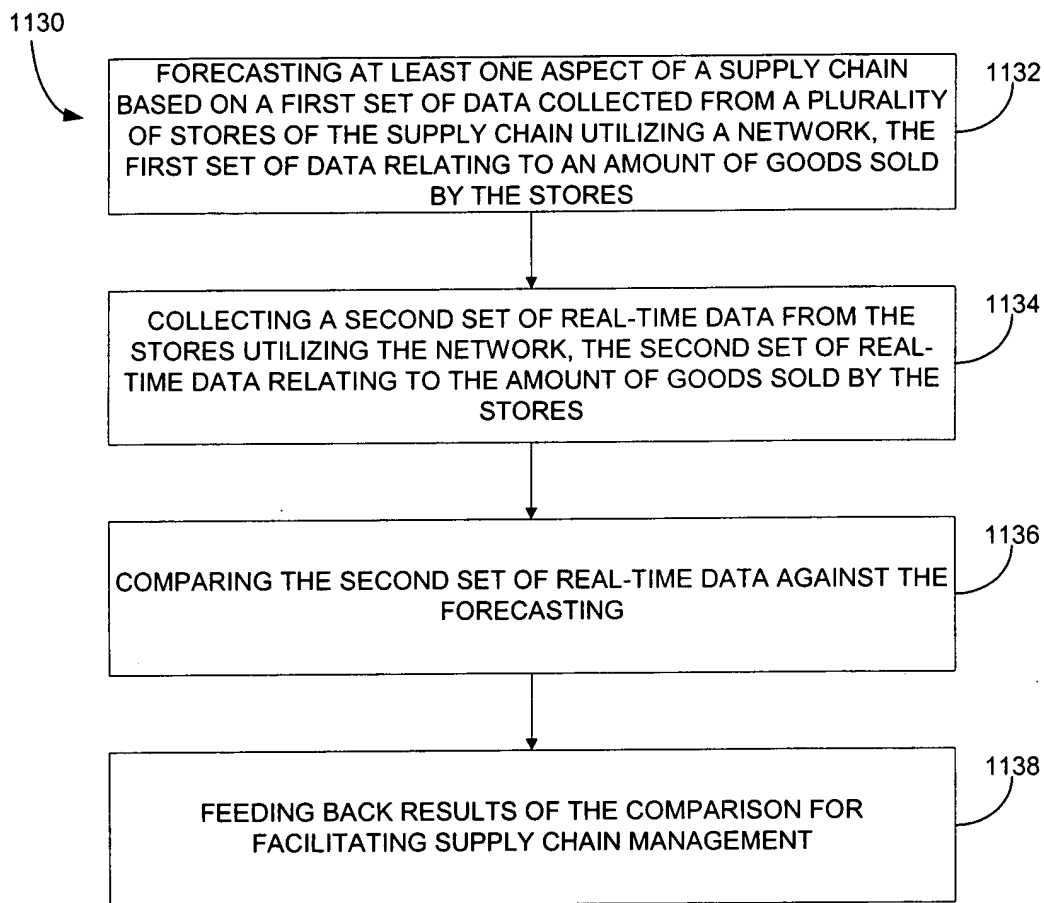 1130
FORECASTING AT LEAST ONE ASPECT OF A SUPPLY CHAIN
BASED ON A FIRST SET OF DATA COLLECTED FROM A PLURALITY
OF STORES OF THE SUPPLY CHAIN UTILIZING A NETWORK, THE
FIRST SET OF DATA RELATING TO AN AMOUNT OF GOODS SOLD
BY THE STORES
1132
COLLECTING A SECOND SET OF REAL-TIME DATA FROM THE
STORES UTILIZING THE NETWORK, THE SECOND SET OF REAL-
TIME DATA RELATING TO THE AMOUNT OF GOODS SOLD BY THE
STORES
1134
COMPARING THE SECOND SET OF REAL-TIME DATA AGAINST THE
FORECASTING
1136
FEEDING BACK RESULTS OF THE COMPARISON FOR
FACILITATING SUPPLY CHAIN MANAGEMENT
1138